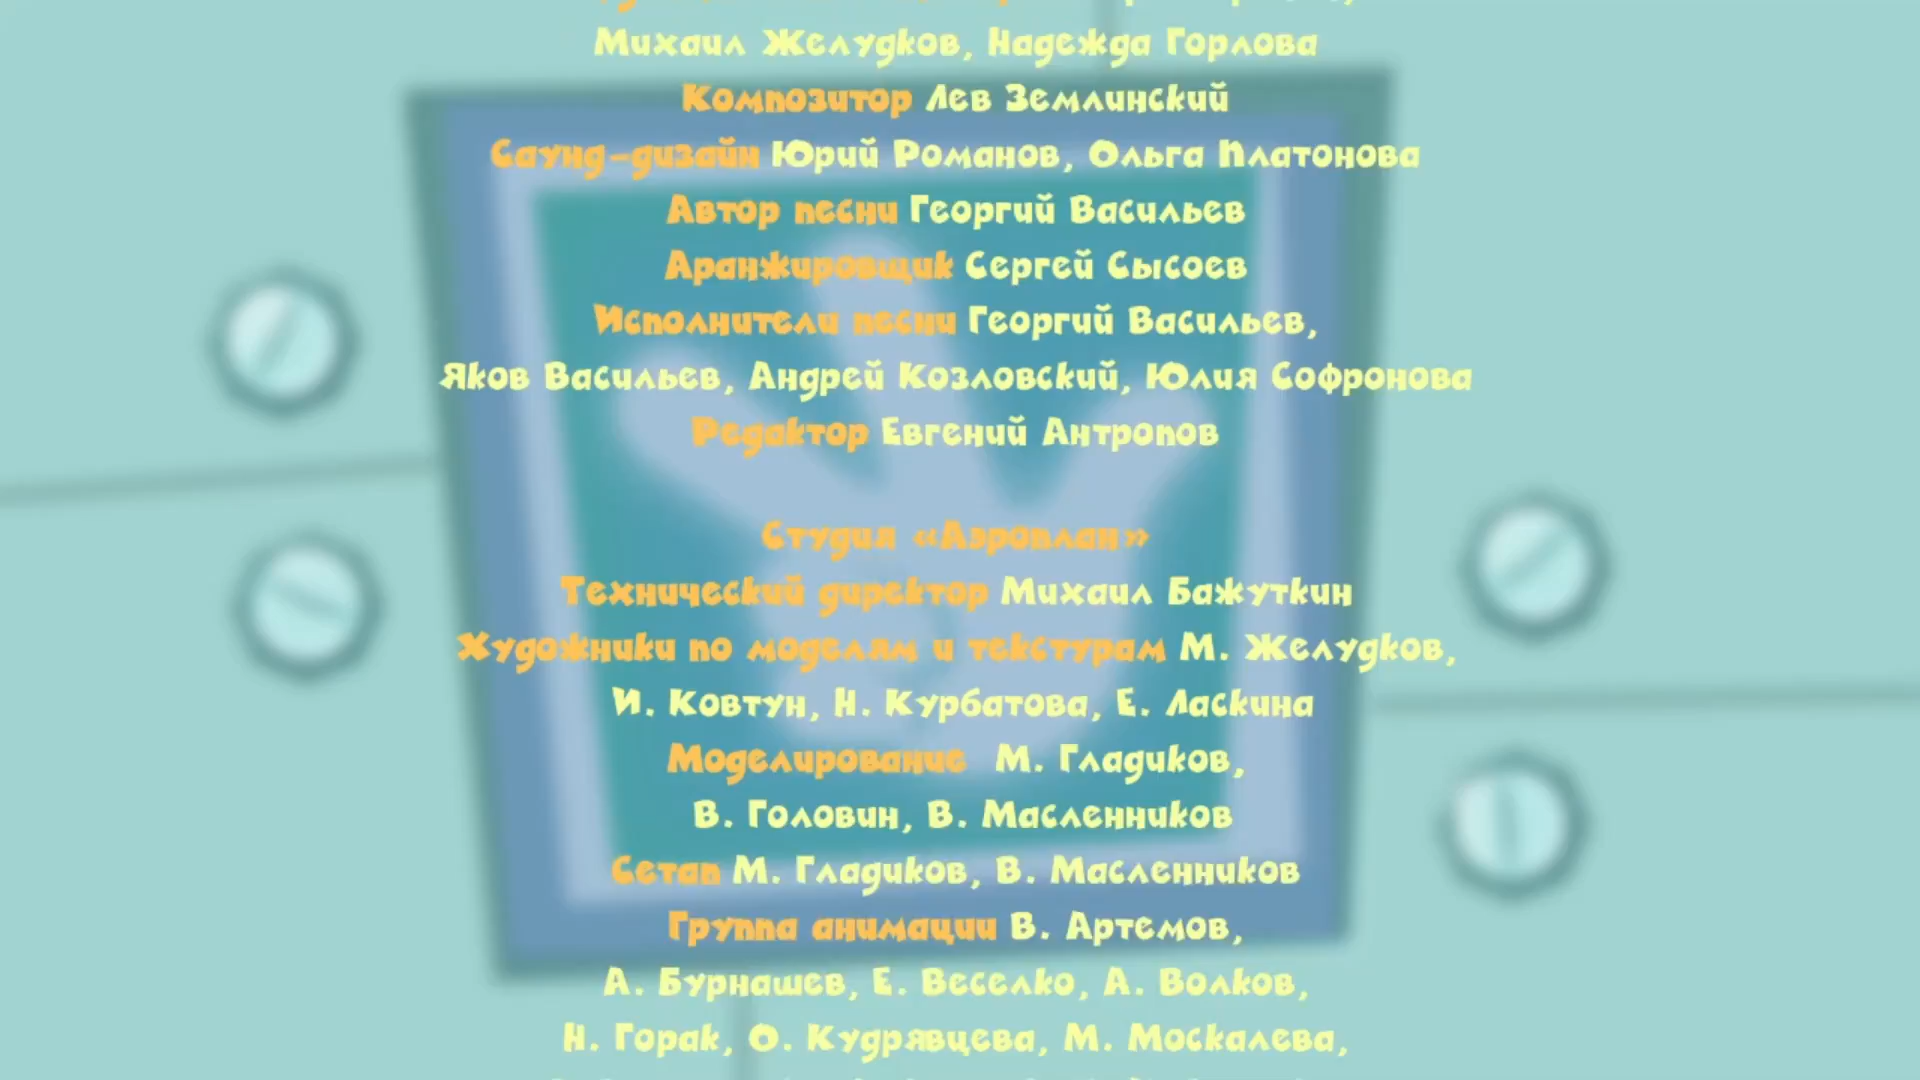 Михаил Желудков, Надежда Горлова
Композитор Лев Землинский
Саунд-дизайн Юрий Романов, Ольга Платонова
Автор песни Георгий Васильев
Аранжировщик Сергей Сысоев
Исполнители песни Георгий Васильев,
Яков Васильев, Андрей Козловский, Юлия Софронова
Редактор Евгений Антропов
Студия «Аэроплан»
Технический директор Михаил Бажуткин
Художники по моделям и текстурам М. Желудков,
И. Ковтун, Н. Курбатова, Е. Ласкина
Моделирование М. Гладиков,
В. Головин, В. Масленников
Сетап М. Гладиков, В. Масленников
Группа анимации В. Артемов,
А. Бурнашев, Е. Веселко, А. Волков,
Н. Горак, О. Кудрявцева, М. Москалева,